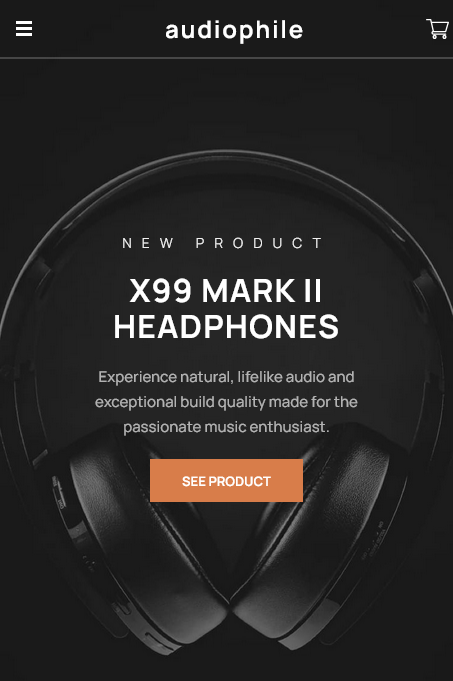 audiophile
NEW PRODUCT
X99 MARK II
HEADPHONES
Experience natural, lifelike audio and
exceptional build quality made for the
passionate music enthusiast.
SEE PRODUCT